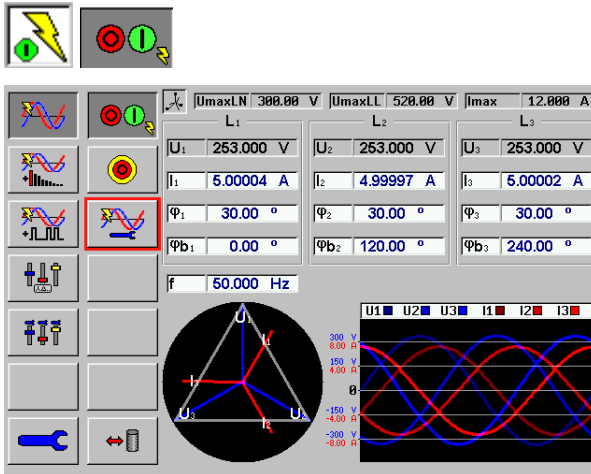 UmaxLN 300.00 V UmaxLL 520.00 V Imax 12.000 A
L₁ L₂ L₃
U₁ 253.000 V U₂ 253.000 V U₃ 253.000 V
I₁ 5.00004 A I₂ 4.99997 A I₃ 5.00002 A
φ₁ 30.00 º φ₂ 30.00 º φ₃ 30.00 º
φb₁ 0.00 º φb₂ 120.00 º φb₃ 240.00 º
f 50.000 Hz
U1 U2 U3 I1 I2 I3
U₁
I₁
300 V
8.00 A
150 V
4.00 A
I₃
0
U₃ I₂ U₂
-150 V
-4.00 A
-300 V
-8.00 A